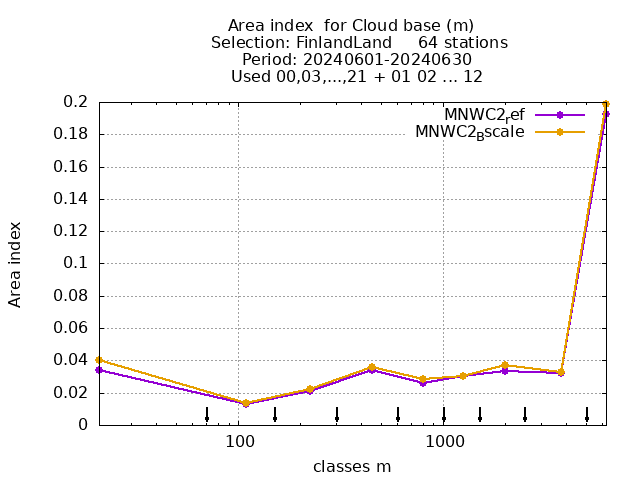 Area index  for Cloud base (m)
Selection: FinlandLand     64 stations
Period: 20240601-20240630
Used 00,03,...,21 + 01 02 ... 12
MNWC2ref
MNWC2Bscale
0.2
0.18
0.16
0.14
0.12
0.1
0.08
0.06
0.04
0.02
0
Area index
100
1000
classes m